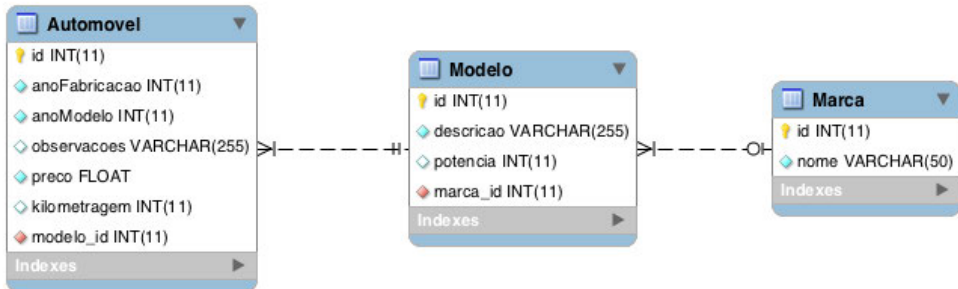 Automovel
id INT(11)
anoFabricacao INT(11)
anoModelo INT(11)
observacoes VARCHAR(255)
preco FLOAT
kilometragem INT(11)
modelo_id INT(11)
Indexes
Modelo
id INT(11)
descricao VARCHAR(255)
potencia INT(11)
marca_id INT(11)
Indexes
Marca
id INT(11)
nome VARCHAR(50)
Indexes